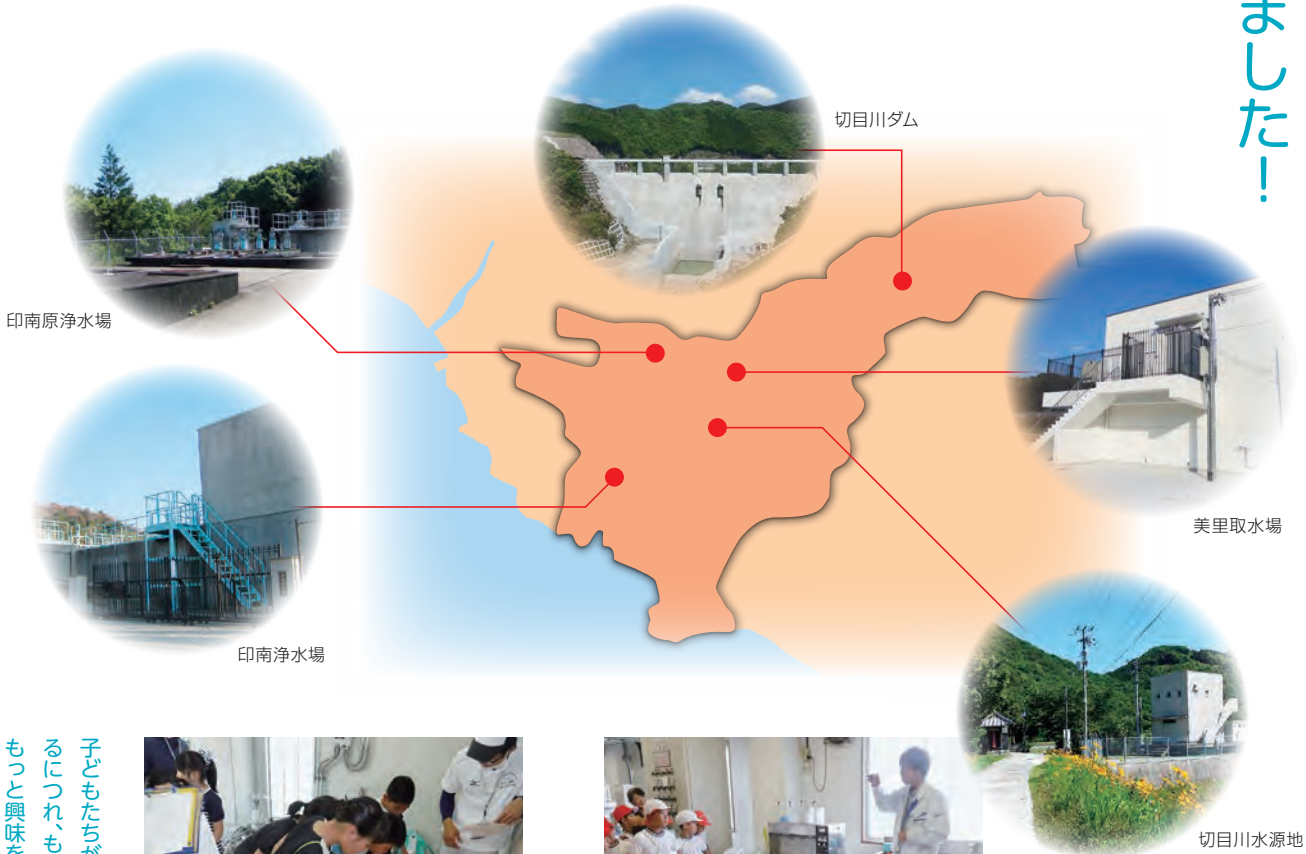 ました！
切目川ダム
印南原浄水場
美里取水場
印南浄水場
切目川水源地
子どもたちが
るにつれ、も
もっと興味を